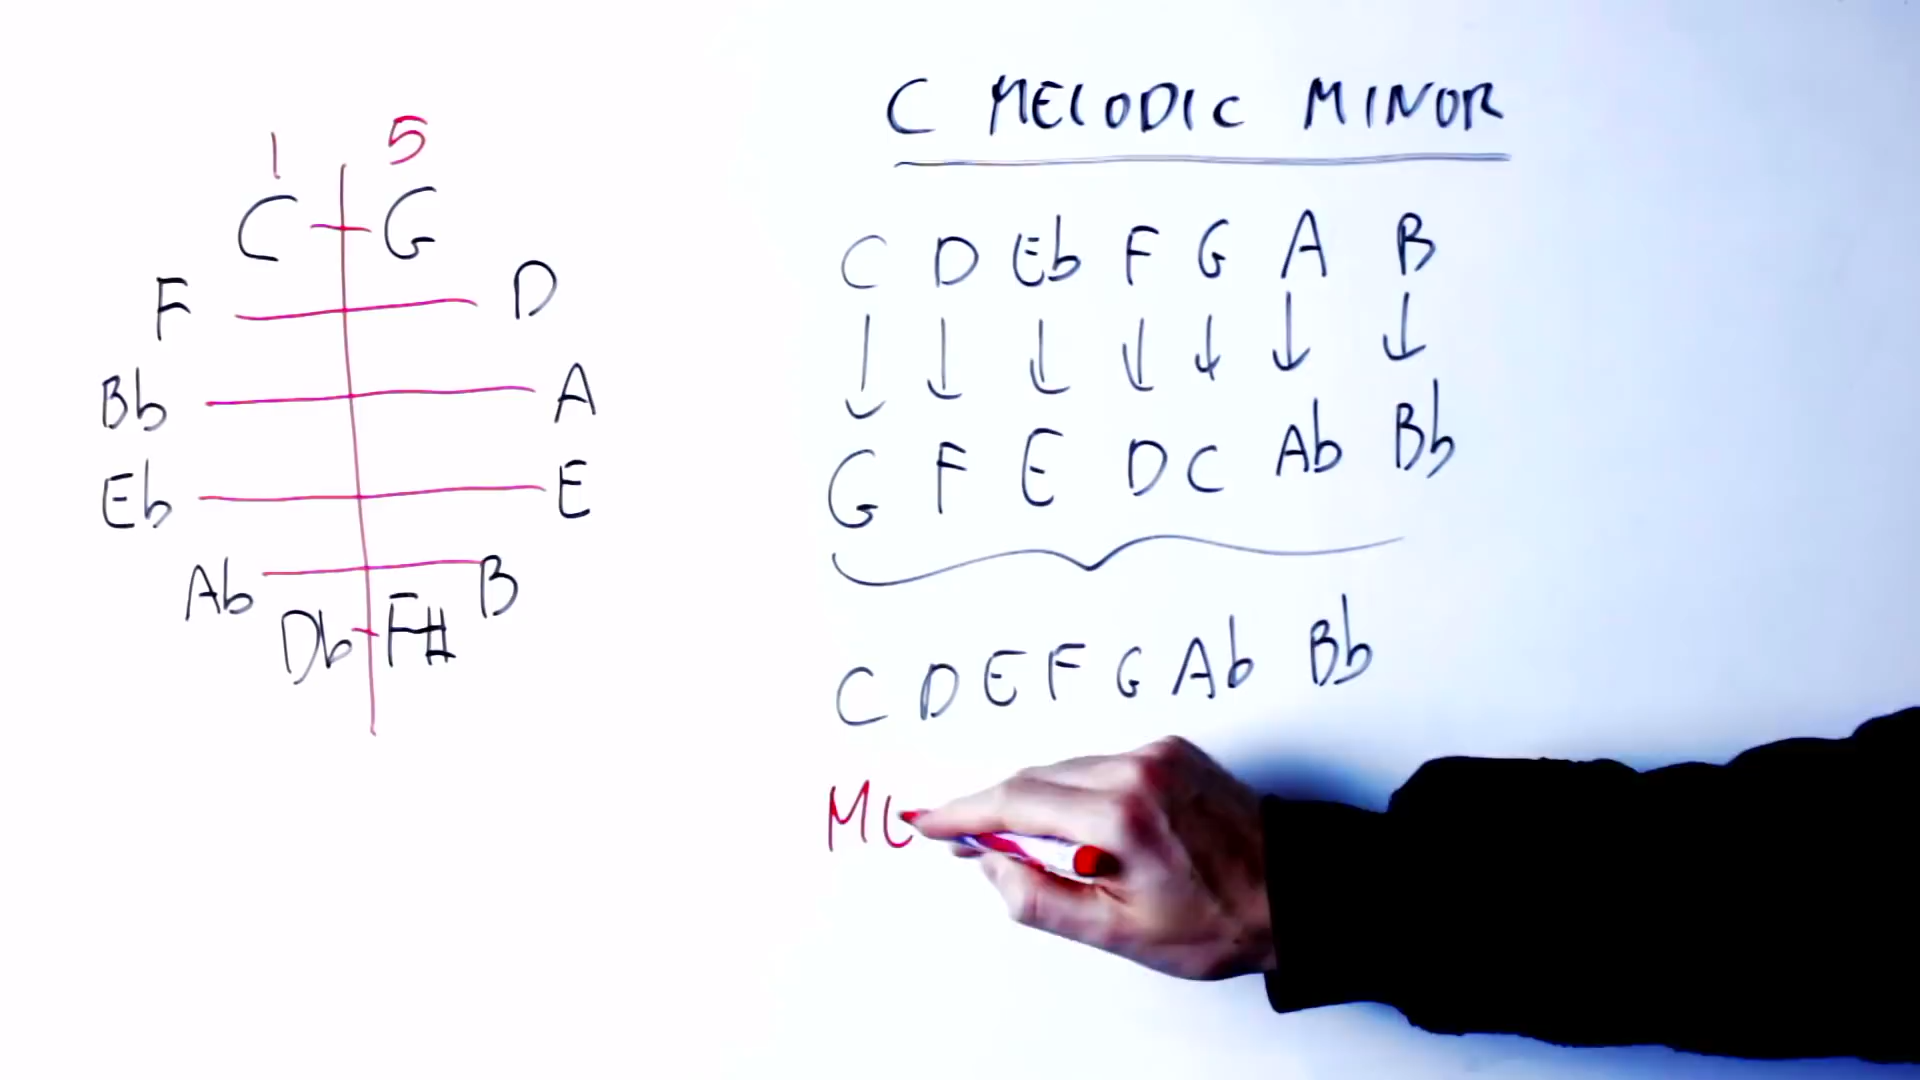 1 5
C G
F D
Bb A
Eb E
Ab B
Db F#
C MELODIC MINOR
C D Eb F G A B
G F E D C Ab Bb
C D E F G Ab Bb
M